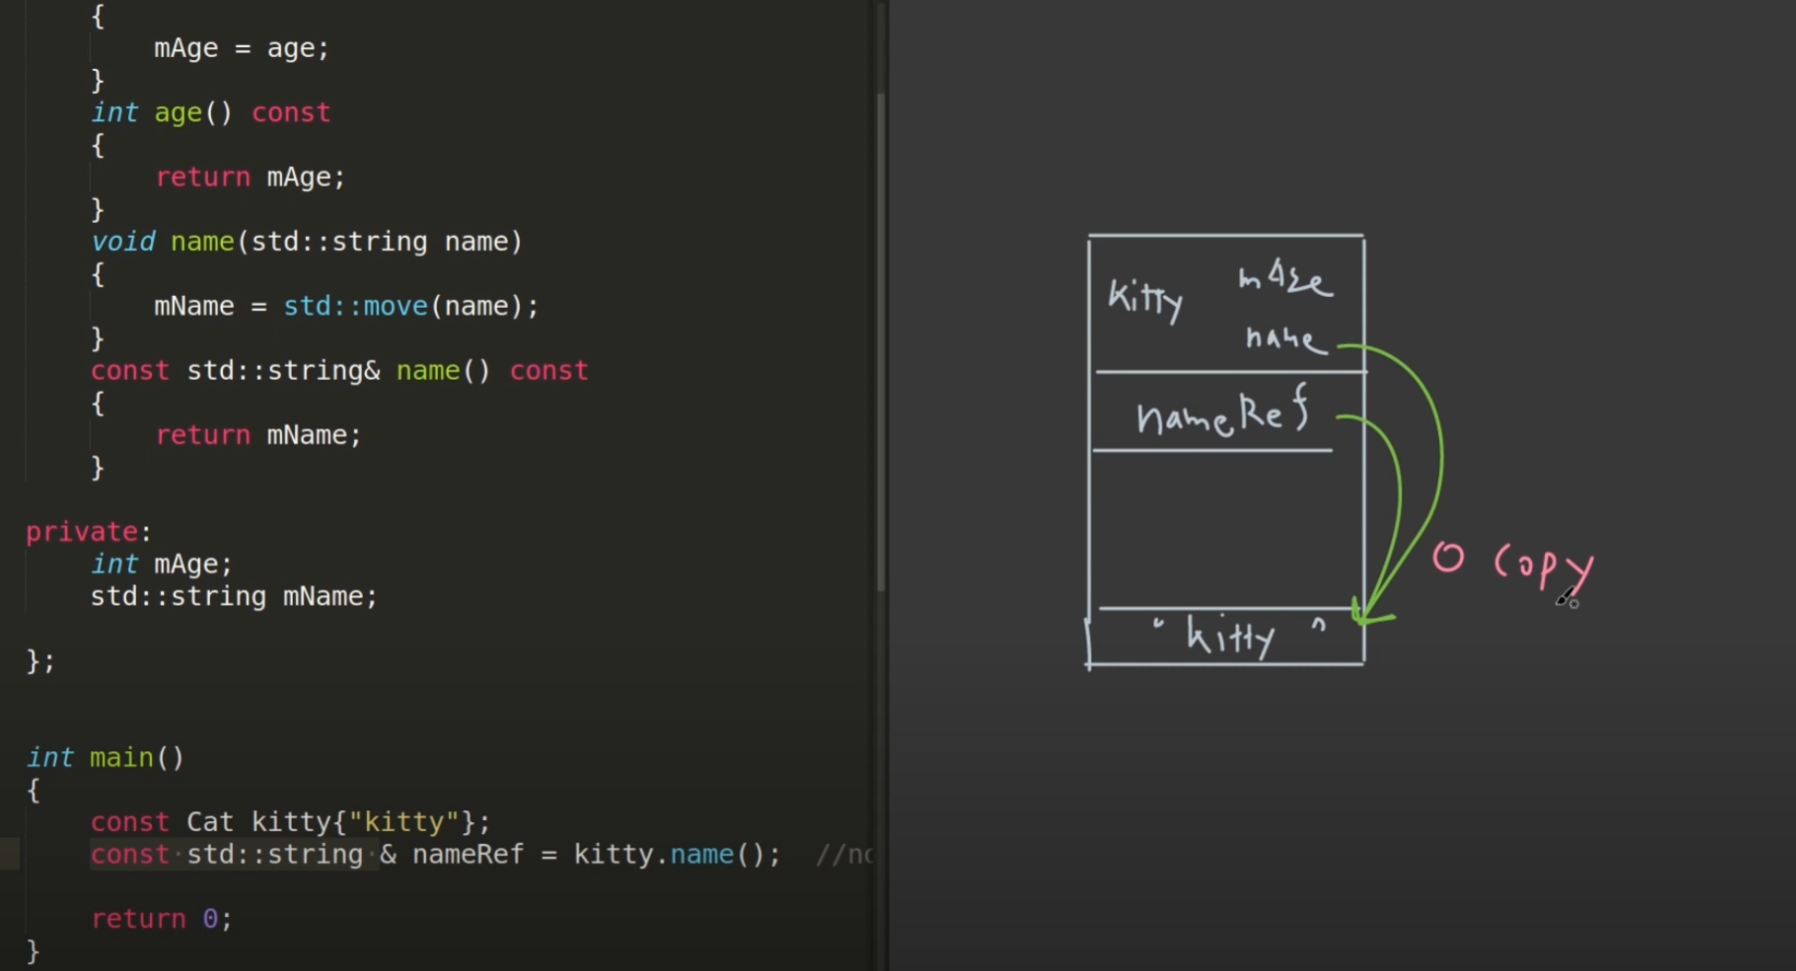 {
mAge = age;
}
int age() const
{
return mAge;
}
void name(std::string name)
{
mName = std::move(name);
}
const std::string& name() const
{
return mName;
}
private:
int mAge;
std::string mName;
};
int main()
{
const Cat kitty{"kitty"};
const std::string & nameRef = kitty.name(); //no
return 0;
}
kitty mAge
name
nameRef
0 copy
"kitty"